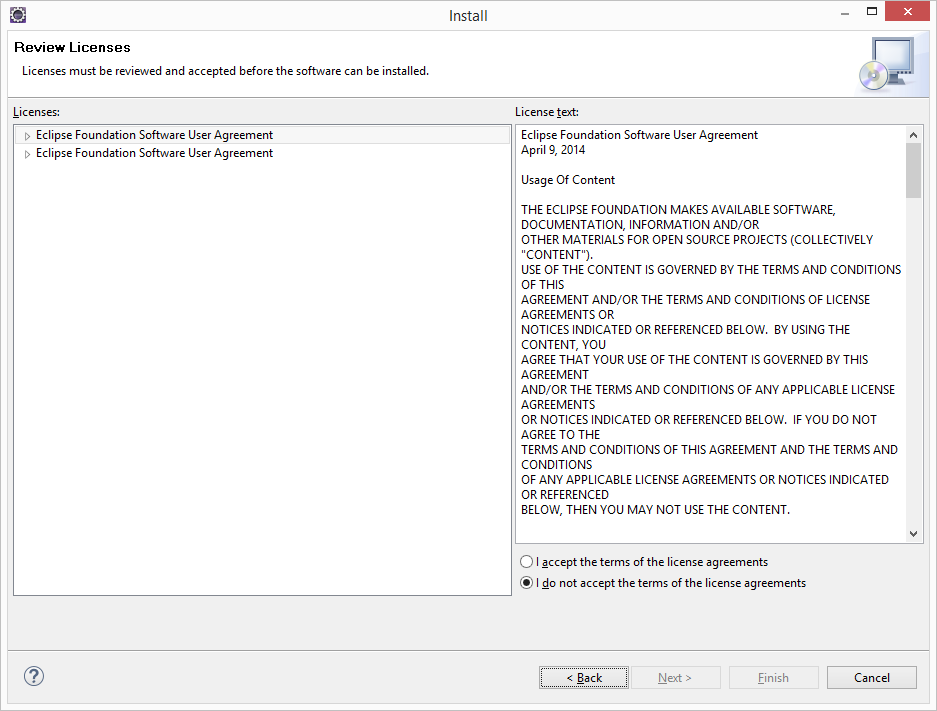 Install
Review Licenses
Licenses must be reviewed and accepted before the software can be installed.
Licenses:
Eclipse Foundation Software User Agreement
Eclipse Foundation Software User Agreement
License text:
Eclipse Foundation Software User Agreement
April 9, 2014
Usage Of Content
THE ECLIPSE FOUNDATION MAKES AVAILABLE SOFTWARE,
DOCUMENTATION, INFORMATION AND/OR
OTHER MATERIALS FOR OPEN SOURCE PROJECTS (COLLECTIVELY
"CONTENT").
USE OF THE CONTENT IS GOVERNED BY THE TERMS AND CONDITIONS
OF THIS
AGREEMENT AND/OR THE TERMS AND CONDITIONS OF LICENSE
AGREEMENTS OR
NOTICES INDICATED OR REFERENCED BELOW.  BY USING THE
CONTENT, YOU
AGREE THAT YOUR USE OF THE CONTENT IS GOVERNED BY THIS
AGREEMENT
AND/OR THE TERMS AND CONDITIONS OF ANY APPLICABLE LICENSE
AGREEMENTS
OR NOTICES INDICATED OR REFERENCED BELOW.  IF YOU DO NOT
AGREE TO THE
TERMS AND CONDITIONS OF THIS AGREEMENT AND THE TERMS AND
CONDITIONS
OF ANY APPLICABLE LICENSE AGREEMENTS OR NOTICES INDICATED
OR REFERENCED
BELOW, THEN YOU MAY NOT USE THE CONTENT.
I accept the terms of the license agreements
I do not accept the terms of the license agreements
?
< Back
Next >
Finish
Cancel